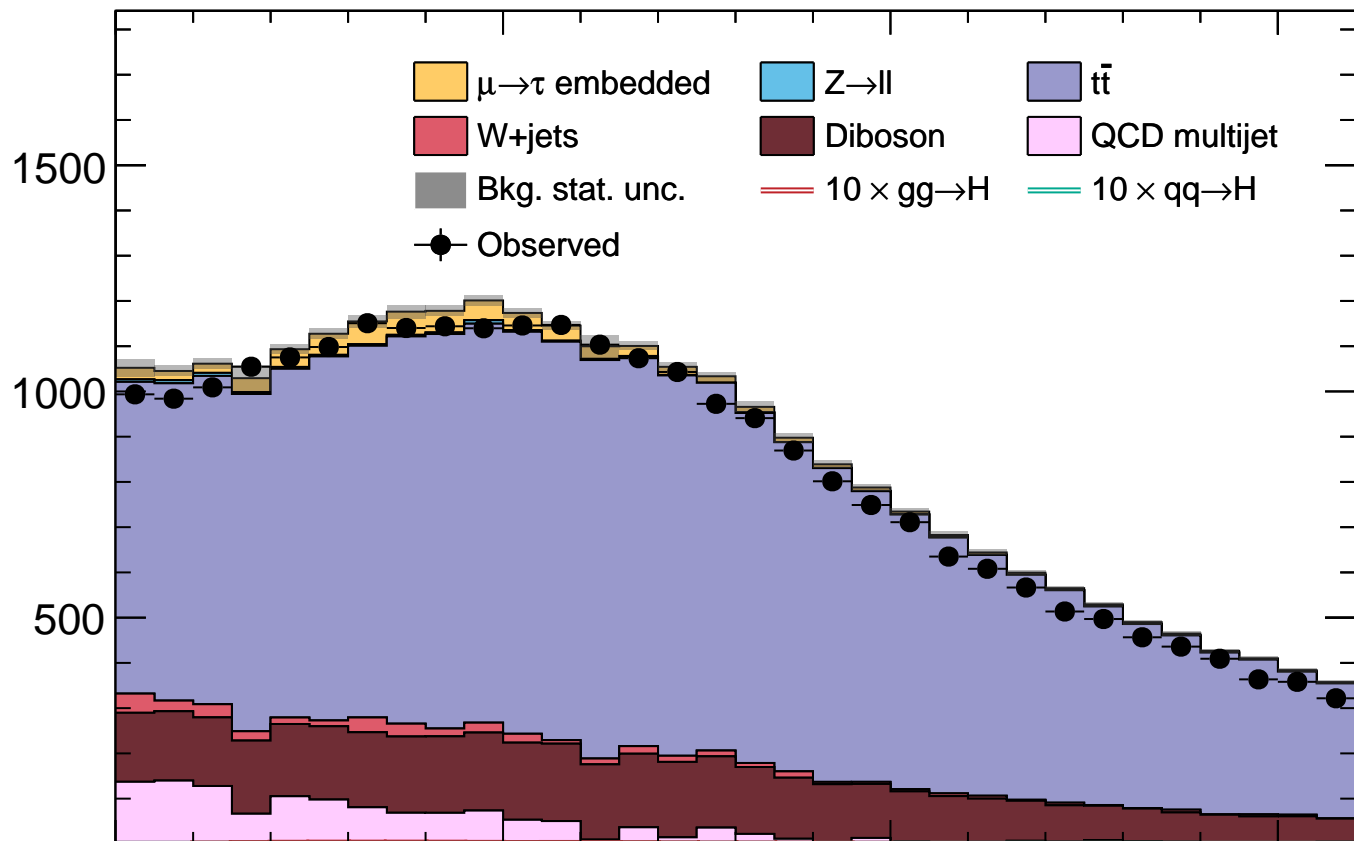 μ→τ embedded Z→ll tt̄
W+jets Diboson QCD multijet
1500
Bkg. stat. unc. 10 × gg→H 10 × qq→H
Observed
1000
500